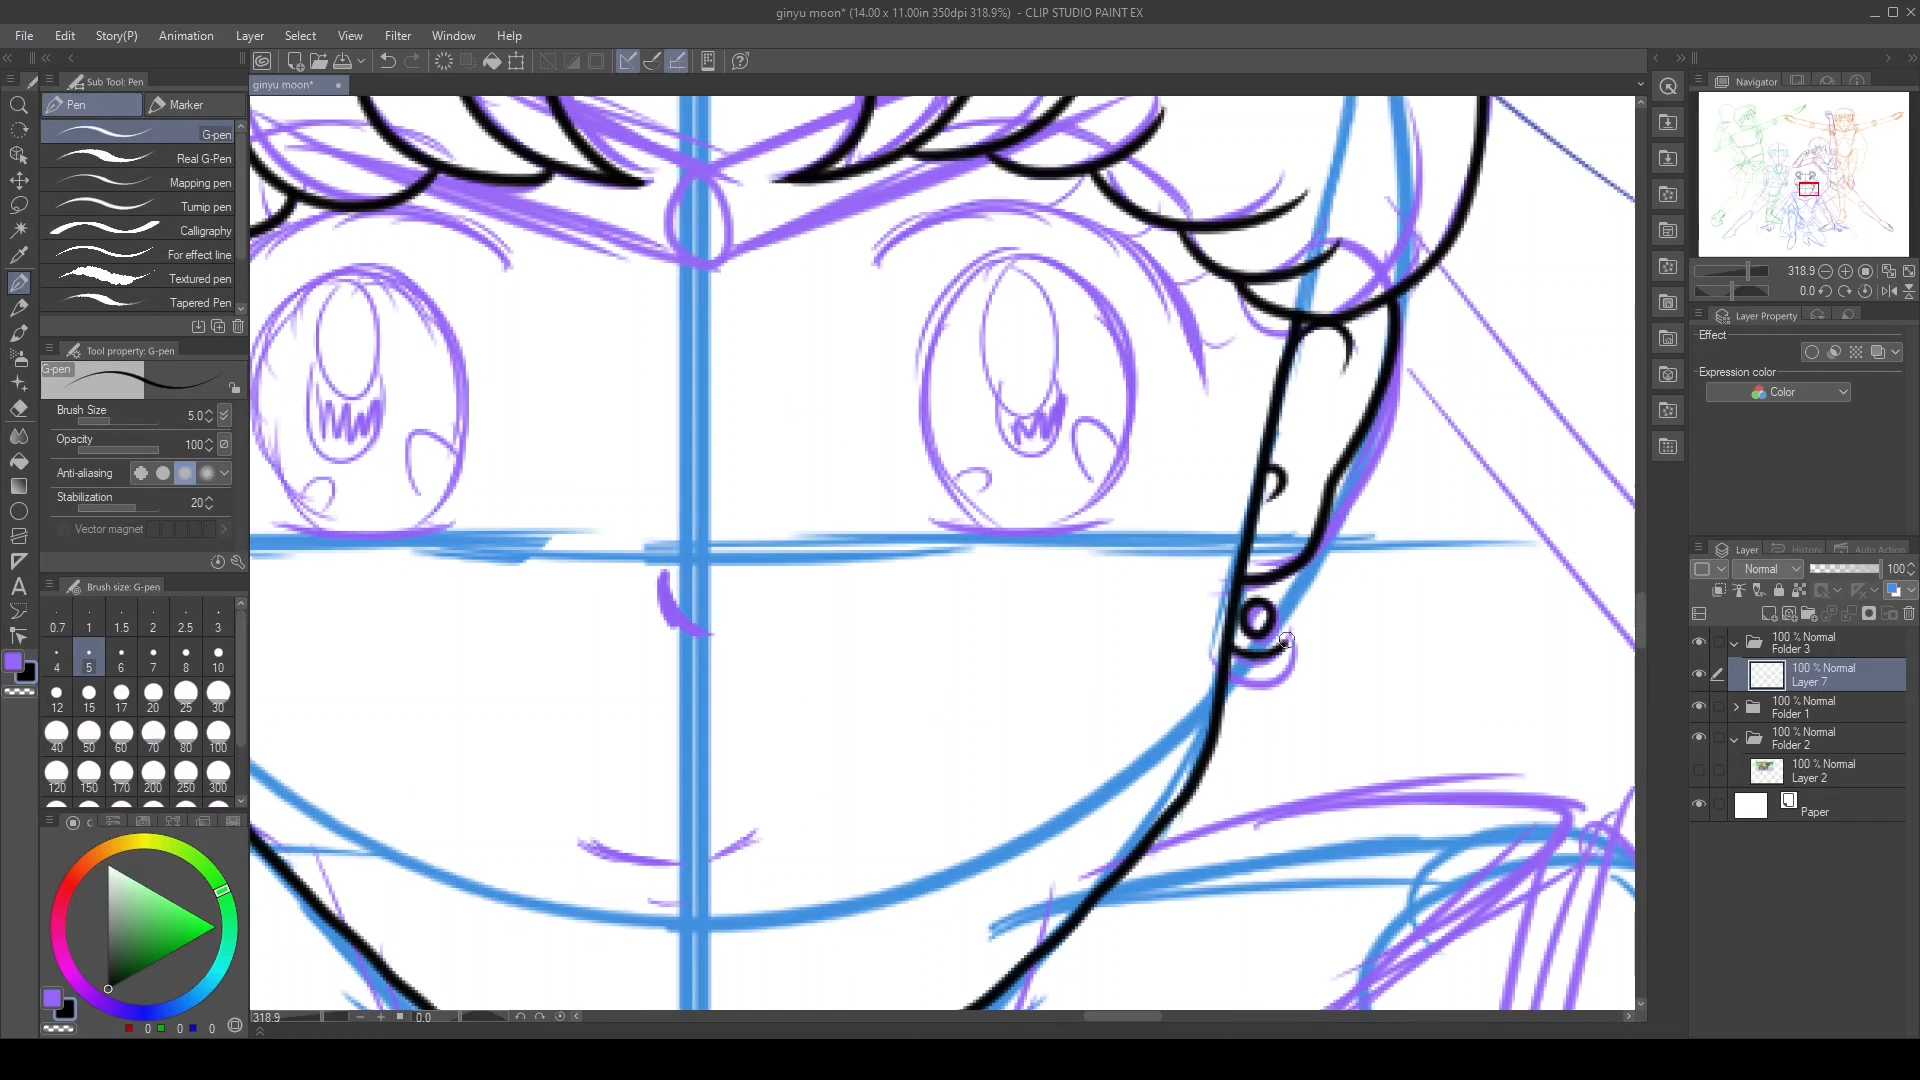 ginyu moon* (14.00 x 11.00in 350dpi 318.9%) - CLIP STUDIO PAINT EX
File Edit Story(P) Animation Layer Select View Filter Window Help
Sub Tool: Pen
Pen Marker
G-pen
Real G-Pen
Mapping pen
Turnip pen
Calligraphy
For effect line
Textured pen
Tapered Pen
Tool property: G-pen
G-pen
Brush Size 5.0
Opacity 100
Anti-aliasing
Stabilization 20
Vector magnet
Brush size: G-pen
0.7 1 1.5 2 2.5 3
4 5 6 7 8 10
12 15 17 20 25 30
40 50 60 70 80 100
120 150 170 200 250 300
0 0 0
ginyu moon*
318.9 0.0
Navigator
318.9
0.0
Layer Property
Effect
Expression color
Color
Layer History Auto Action
Normal 100
100 % Normal
Folder 3
100 % Normal
Layer 7
100 % Normal
Folder 1
100 % Normal
Folder 2
100 % Normal
Layer 2
Paper